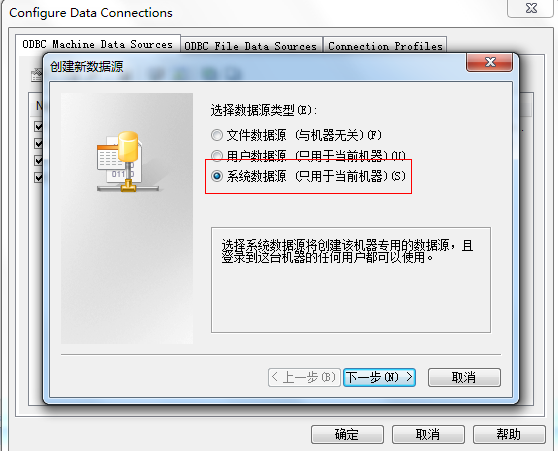 Configure Data Connections
ODBC Machine Data Sources
ODBC File Data Sources
Connection Profiles
创建新数据源
选择数据源类型(E):
文件数据源 (与机器无关)(F)
用户数据源 (只用于当前机器)(U)
系统数据源 (只用于当前机器)(S)
选择系统数据源将创建该机器专用的数据源，且
登录到这台机器的任何用户都可以使用。
< 上一步(B)
下一步(N) >
取消
确定
取消
帮助